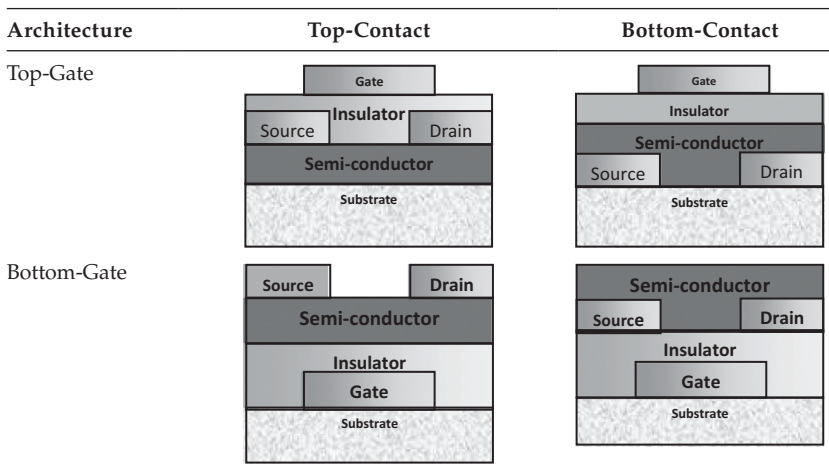 Architecture Top-Contact Bottom-Contact
Top-Gate
Gate
Insulator
Source Drain
Semi-conductor
Substrate
Gate
Insulator
Semi-conductor
Source Drain
Substrate
Bottom-Gate
Source Drain
Semi-conductor
Insulator
Gate
Substrate
Semi-conductor
Source Drain
Insulator
Gate
Substrate